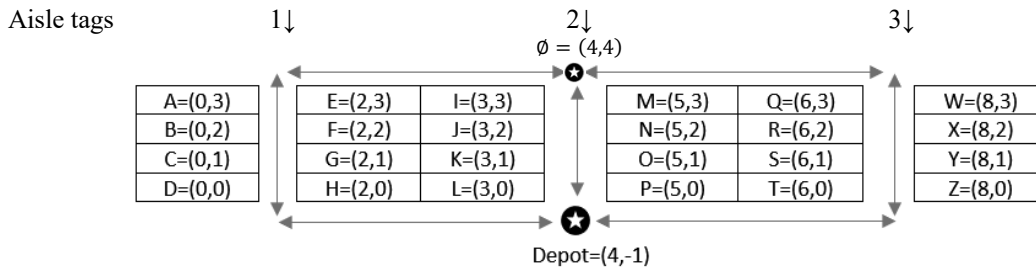 Aisle tags 1↓ 2↓ 3↓
∅ = (4,4)
A=(0,3) E=(2,3) I=(3,3) M=(5,3) Q=(6,3) W=(8,3)
B=(0,2) F=(2,2) J=(3,2) N=(5,2) R=(6,2) X=(8,2)
C=(0,1) G=(2,1) K=(3,1) O=(5,1) S=(6,1) Y=(8,1)
D=(0,0) H=(2,0) L=(3,0) P=(5,0) T=(6,0) Z=(8,0)
Depot=(4,-1)